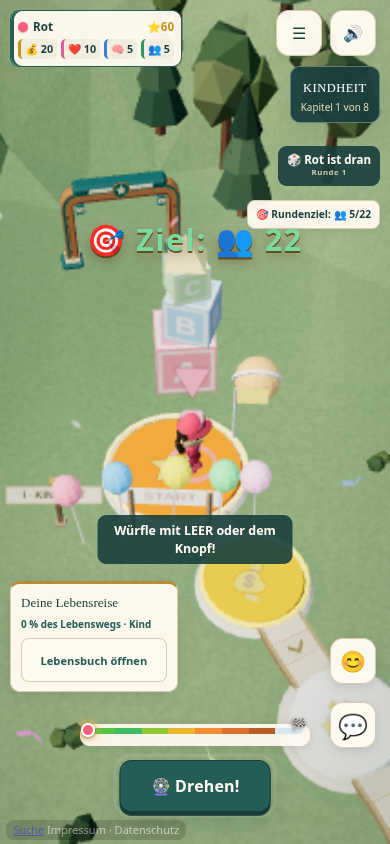 Rot ⭐60
💰 20 ❤️ 10 🧠 5 👥 5
☰ 🔊
KINDHEIT
Kapitel 1 von 8
🎲 Rot ist dran
Runde 1
🎯 Rundenziel: 👥 5/22
🎯 Ziel: 👥 22
C
B
A
START
Würfle mit LEER oder dem
Knopf!
Deine Lebensreise
0 % des Lebenswegs · Kind
Lebensbuch öffnen
🎡 Drehen!
Suche Impressum · Datenschutz